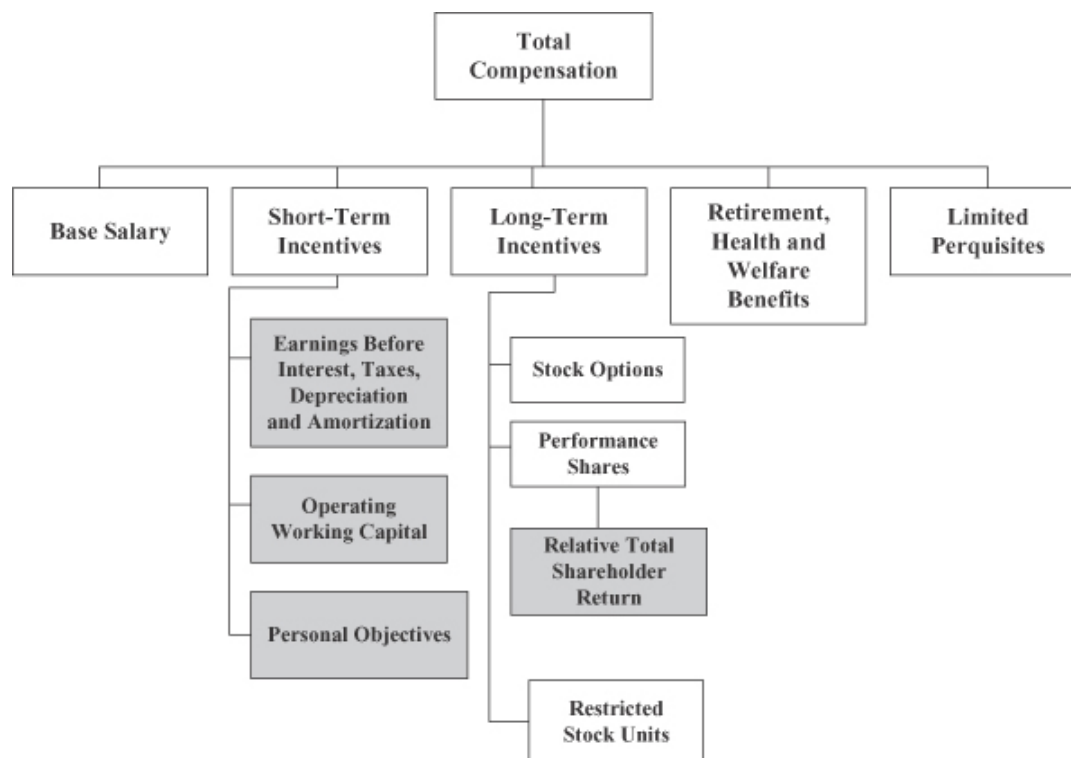 Total
Compensation
Base Salary
Short-Term
Incentives
Long-Term
Incentives
Retirement,
Health and
Welfare
Benefits
Limited
Perquisites
Earnings Before
Interest, Taxes,
Depreciation
and Amortization
Operating
Working Capital
Personal Objectives
Stock Options
Performance
Shares
Relative Total
Shareholder
Return
Restricted
Stock Units